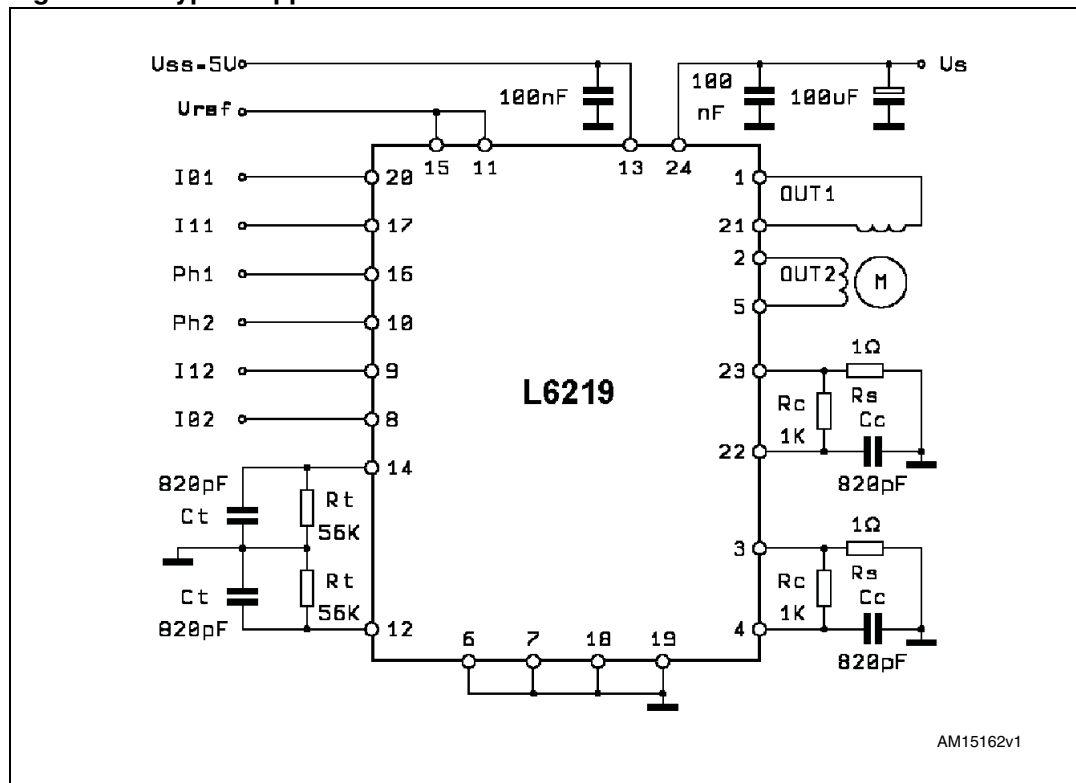 Uss-5V
Us
100nF
100
nF
100uF
Vref
15
11
13
24
I01
20
1
OUT1
I11
17
21
Ph1
16
2
OUT2
M
Ph2
10
5
I12
9
L6219
23
1Ω
Rs
Rc
1K
Cc
I02
8
22
820pF
14
820pF
Ct
Rt
56K
3
1Ω
Rs
Rc
1K
Cc
Ct
820pF
Rt
56K
12
4
820pF
6
7
18
19
AM15162v1